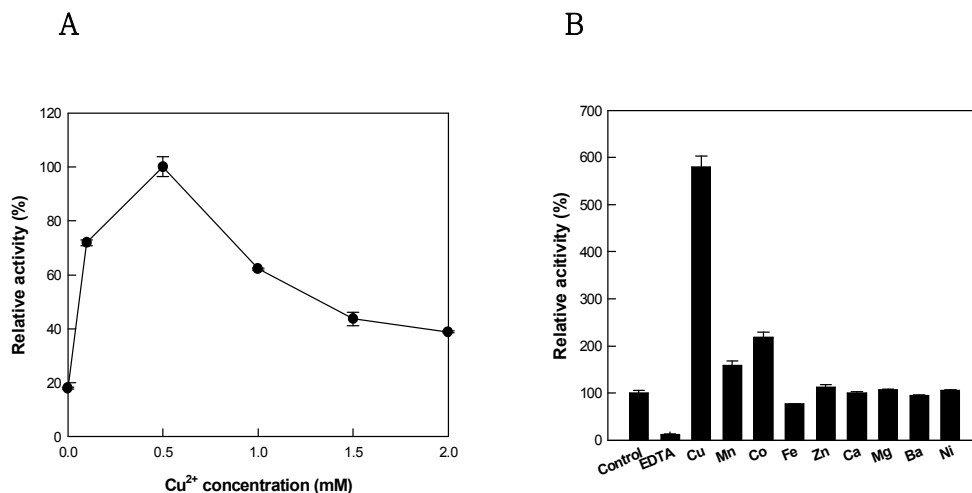 A
B
120
100
80
60
40
20
0
Relative activity (%)
0.0 0.5 1.0 1.5 2.0
Cu²⁺ concentration (mM)
700
600
500
400
300
200
100
0
Relative acitivity (%)
Control EDTA Cu Mn Co Fe Zn Ca Mg Ba Ni